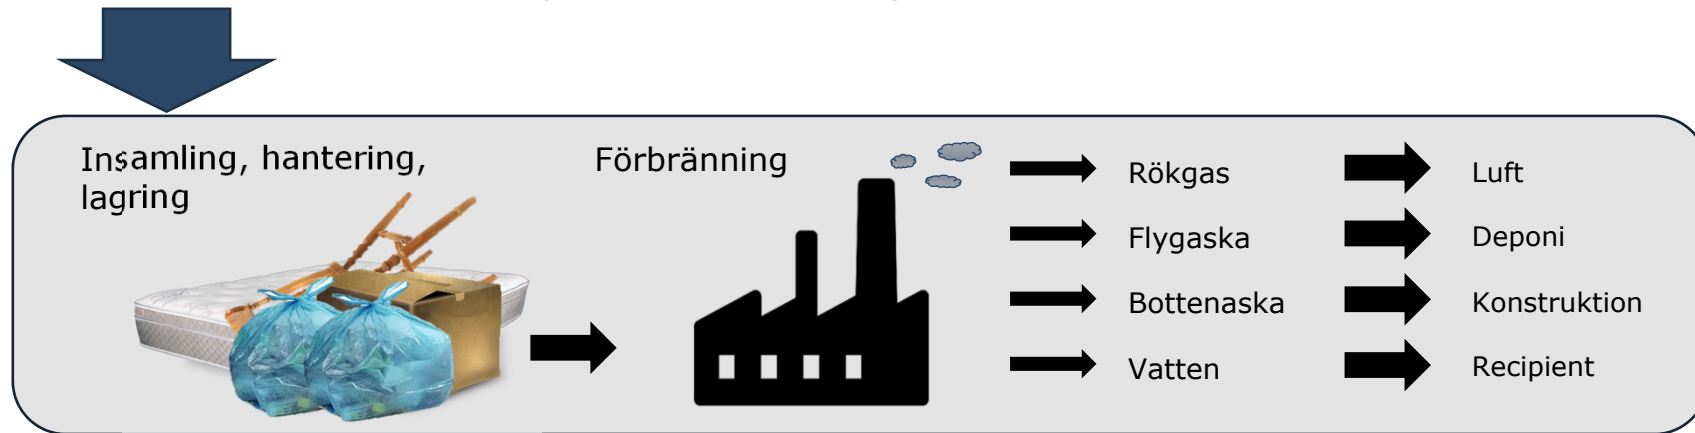 Insamling, hantering,
lagring
Förbränning
Rökgas
Luft
Flygaska
Deponi
Bottenaska
Konstruktion
Vatten
Recipient